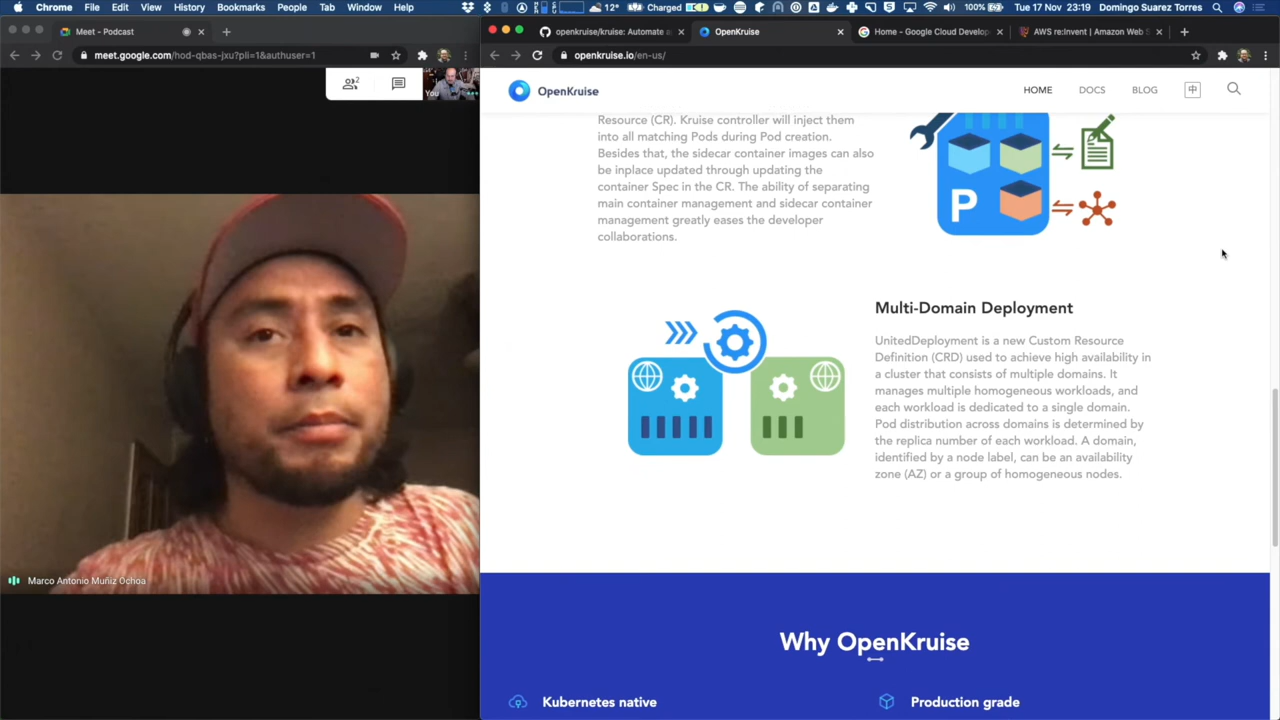 Chrome File Edit View History Bookmarks People Tab Window Help
12° Charged 100% Tue 17 Nov 23:19 Domingo Suarez Torres
Meet - Podcast
openkruise/kruise: Automate a
OpenKruise
Home - Google Cloud Develop
AWS re:Invent | Amazon Web S
meet.google.com/hod-qbas-jxu?pli=1&authuser=1
openkruise.io/en-us/
2
You
OpenKruise
HOME DOCS BLOG 中
Resource (CR). Kruise controller will inject them
into all matching Pods during Pod creation.
Besides that, the sidecar container images can also
be inplace updated through updating the
container Spec in the CR. The ability of separating
main container management and sidecar container
management greatly eases the developer
collaborations.
P
Multi-Domain Deployment
UnitedDeployment is a new Custom Resource
Definition (CRD) used to achieve high availability in
a cluster that consists of multiple domains. It
manages multiple homogeneous workloads, and
each workload is dedicated to a single domain.
Pod distribution across domains is determined by
the replica number of each workload. A domain,
identified by a node label, can be an availability
zone (AZ) or a group of homogeneous nodes.
Marco Antonio Muñiz Ochoa
Why OpenKruise
Kubernetes native
Production grade